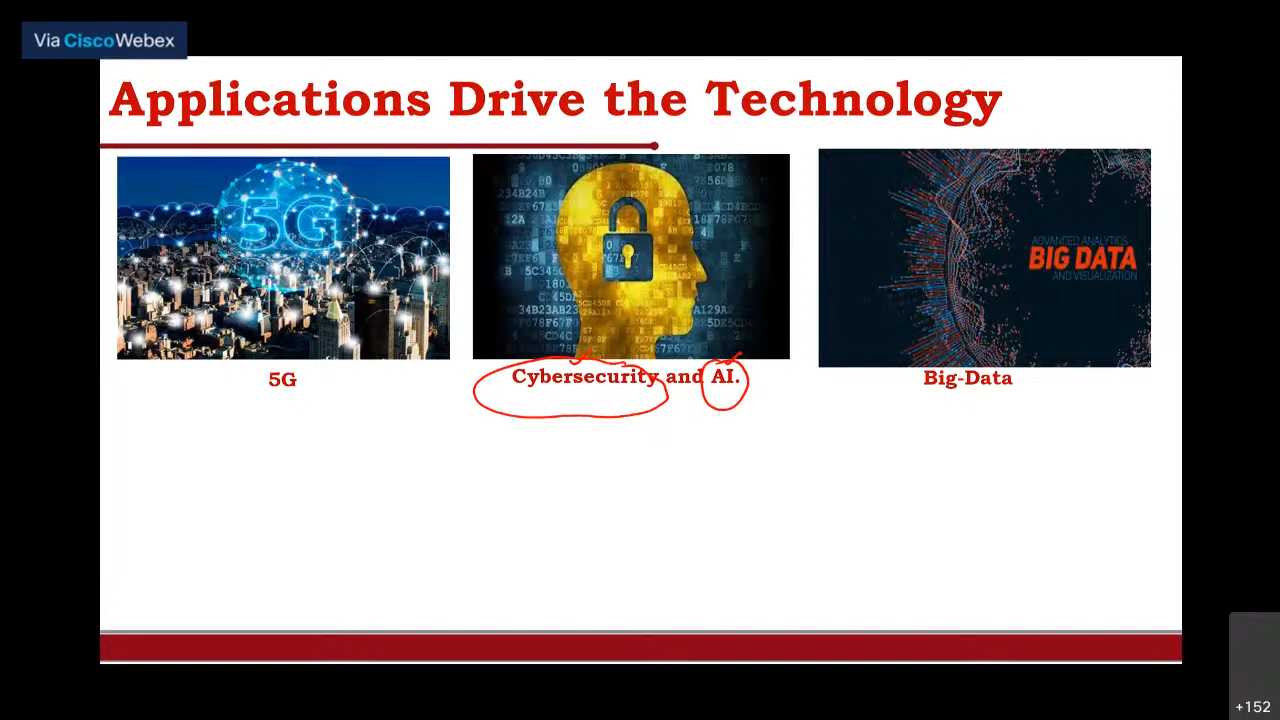 Via CiscoWebex
Applications Drive the Technology
5G
ADVANCED ANALYTICS
BIG DATA
AND VISUALIZATION
5G
Cybersecurity and AI.
Big-Data
+152